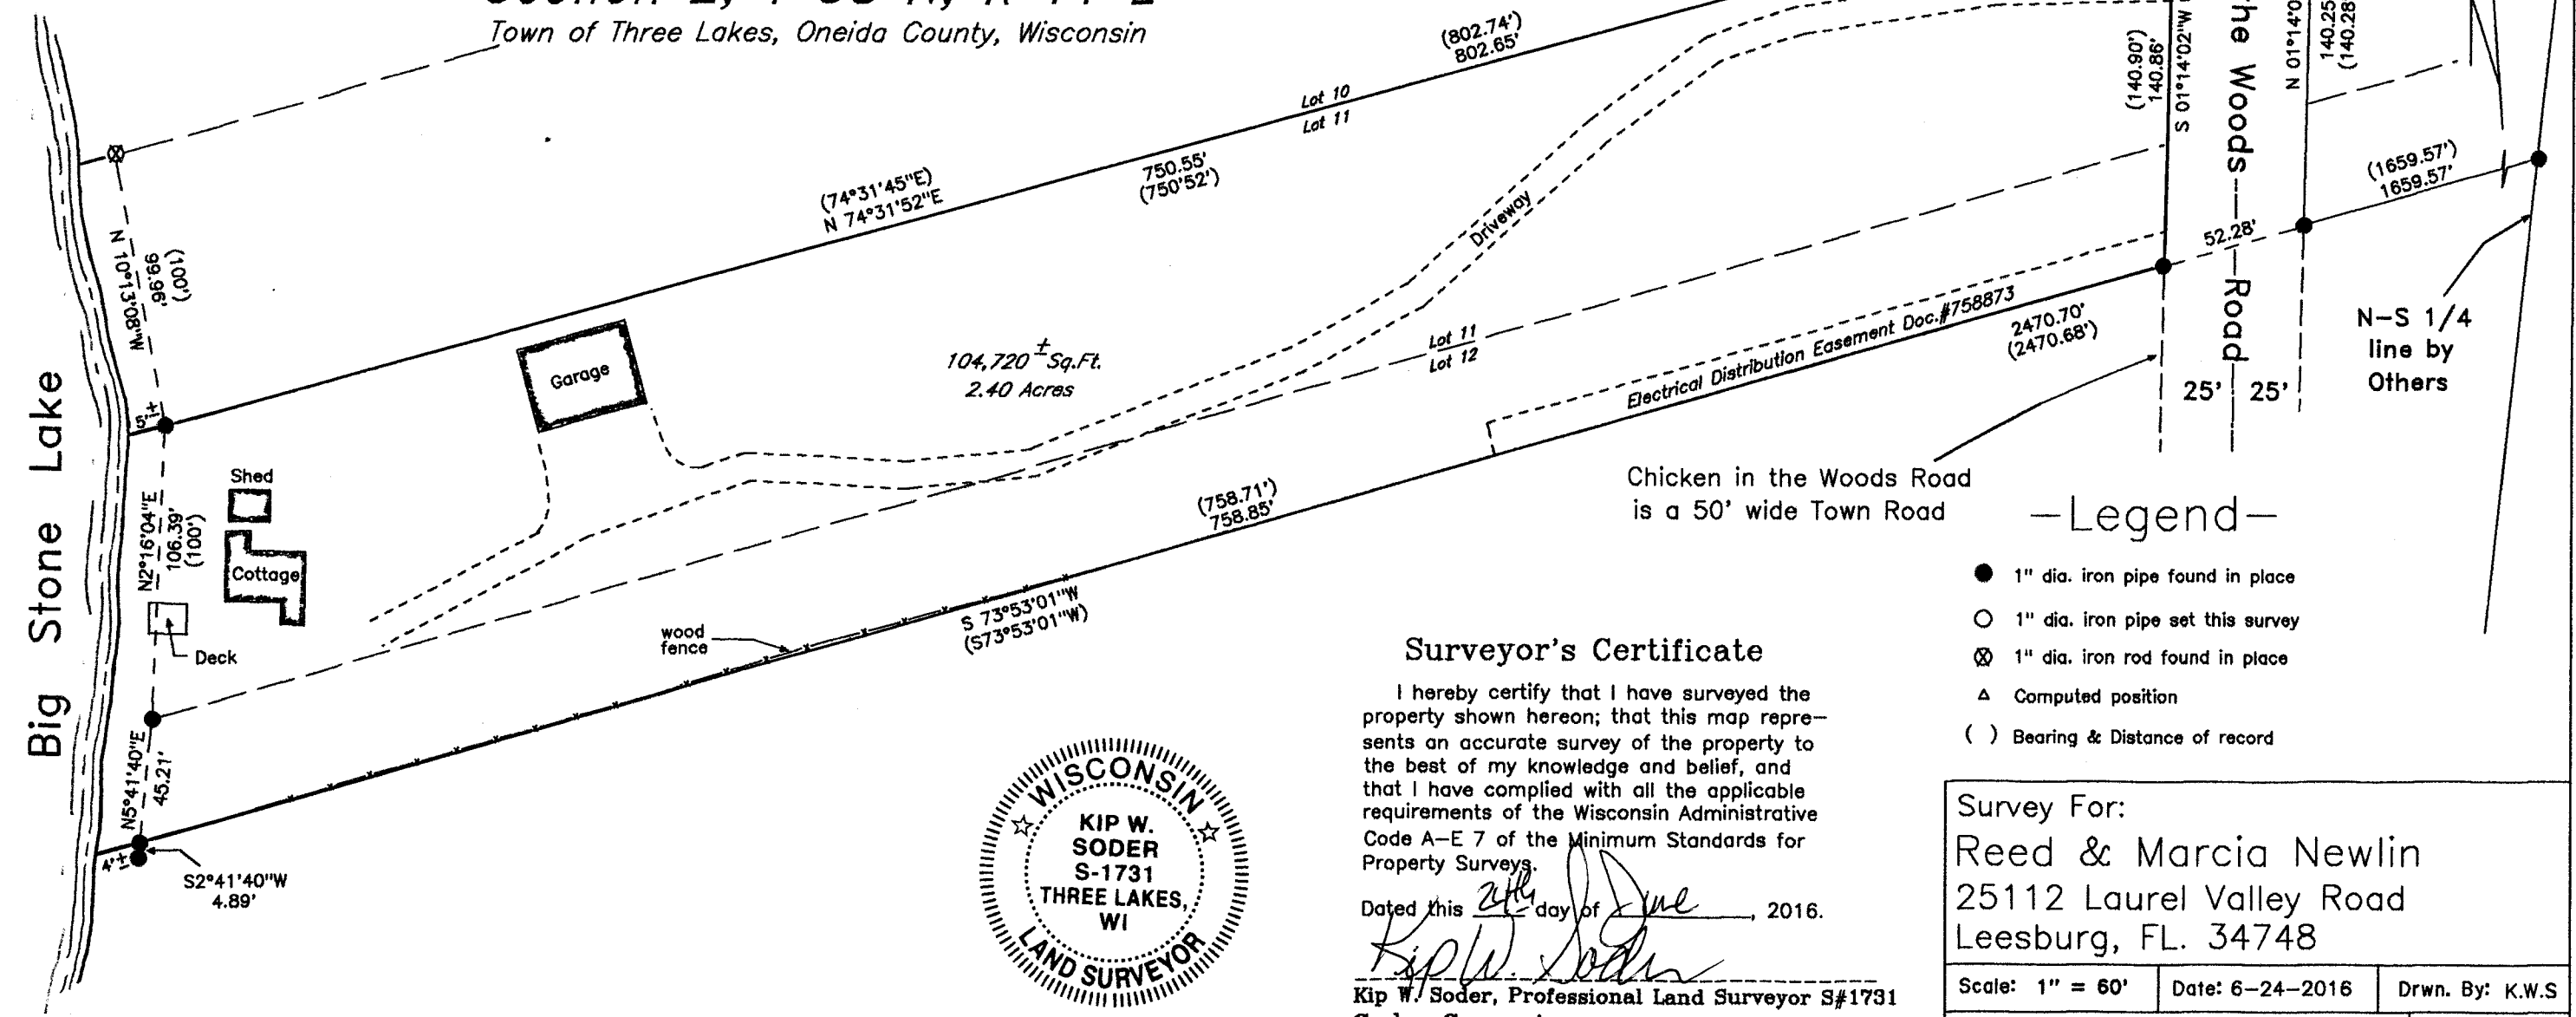 Town of Three Lakes, Oneida County, Wisconsin
(802.74')
802.65'
Lot 10
Lot 11
(74°31'45"E)
N 74°31'52"E
750.55'
(750'52')
(140.90')
140.86'
S 01°14'02"W
The Woods Road
N 01°14'0
140.25
(140.28'
(1659.57')
1659.57'
52.28'
N 10°13'08"W
99.96'
(100')
Driveway
Garage
104,720 ± Sq.Ft.
2.40 Acres
Lot 11
Lot 12
Electrical Distribution Easement Doc.#758873
2470.70'
(2470.68')
25' 25'
N-S 1/4
line by
Others
Big Stone Lake
5'±
Shed
N2°16'04"E
106.39'
(100')
Cottage
Deck
(758.71')
758.85'
Chicken in the Woods Road
is a 50' wide Town Road
wood
fence
S 73°53'01"W
(S73°53'01"W)
N5°41'40"E
45.21'
4'±
S2°41'40"W
4.89'
-Legend-
1" dia. iron pipe found in place
1" dia. iron pipe set this survey
1" dia. iron rod found in place
Computed position
( ) Bearing & Distance of record
WISCONSIN
KIP W.
SODER
S-1731
THREE LAKES,
WI
LAND SURVEYOR
Surveyor's Certificate
I hereby certify that I have surveyed the
property shown hereon; that this map repre-
sents an accurate survey of the property to
the best of my knowledge and belief, and
that I have complied with all the applicable
requirements of the Wisconsin Administrative
Code A-E 7 of the Minimum Standards for
Property Surveys.
Dated this 24th day of June, 2016.
Kip W. Soder
Kip W. Soder, Professional Land Surveyor S#1731
Survey For:
Reed & Marcia Newlin
25112 Laurel Valley Road
Leesburg, FL. 34748
Scale: 1" = 60' Date: 6-24-2016 Drwn. By: K.W.S